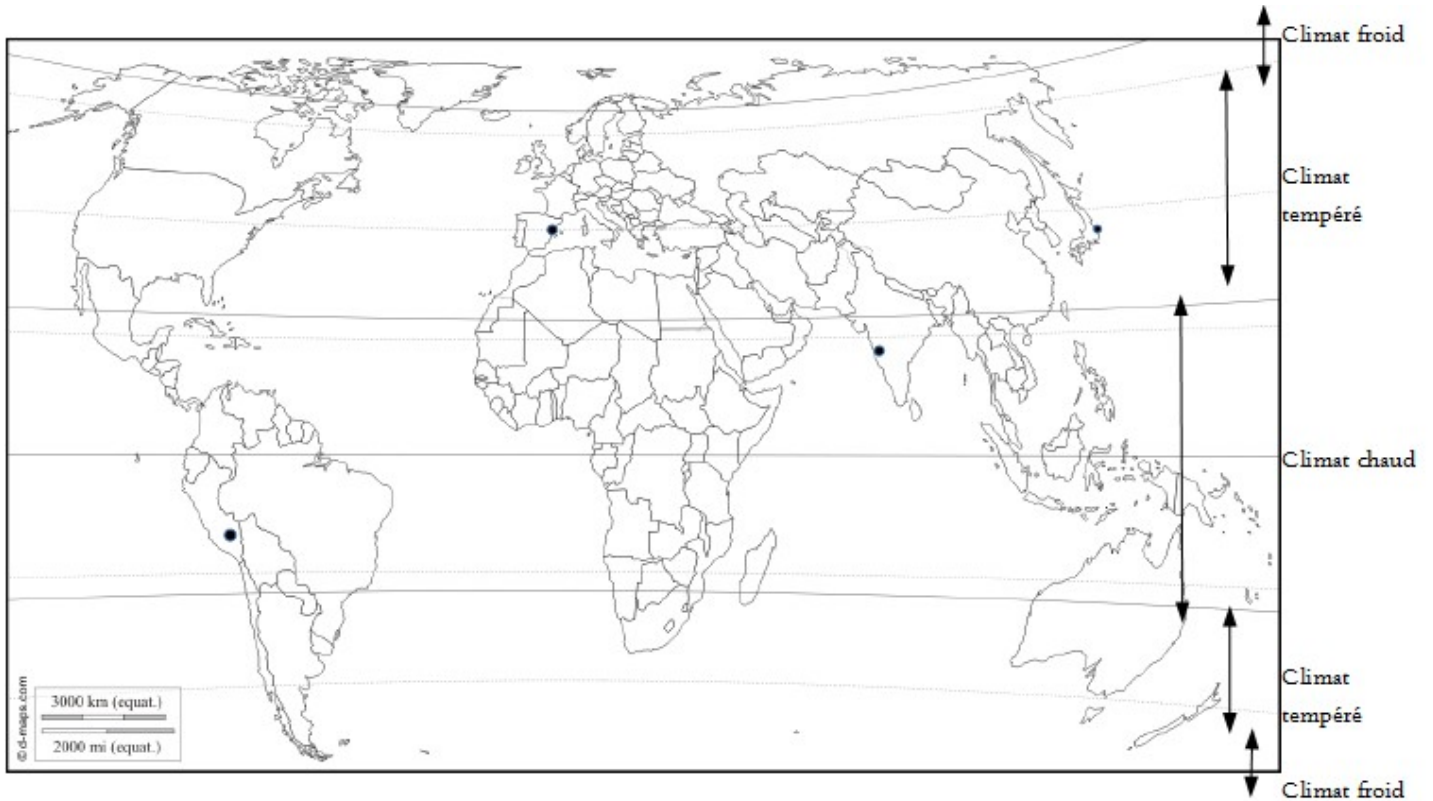 Climat froid
Climat
tempéré
Climat chaud
Climat
tempéré
Climat froid
3000 km (equat.)
2000 mi (equat.)
© d-maps.com